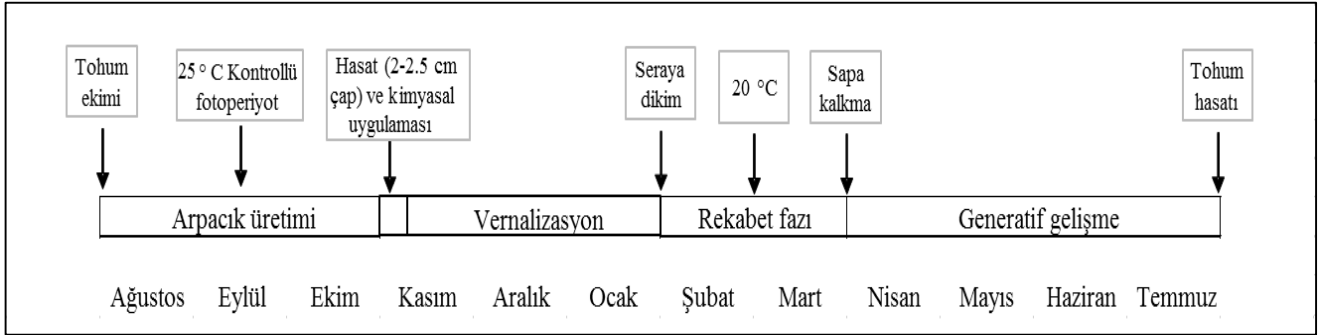 Tohum
ekimi
25 ° C Kontrollü
fotoperiyot
Hasat (2-2.5 cm
çap) ve kimyasal
uygulaması
Seraya
dikim
20 °C
Sapa
kalkma
Tohum
hasatı
Arpacık üretimi
Vernalizasyon
Rekabet fazı
Generatif gelişme
Ağustos Eylül Ekim Kasım Aralık Ocak Şubat Mart Nisan Mayıs Haziran Temmuz